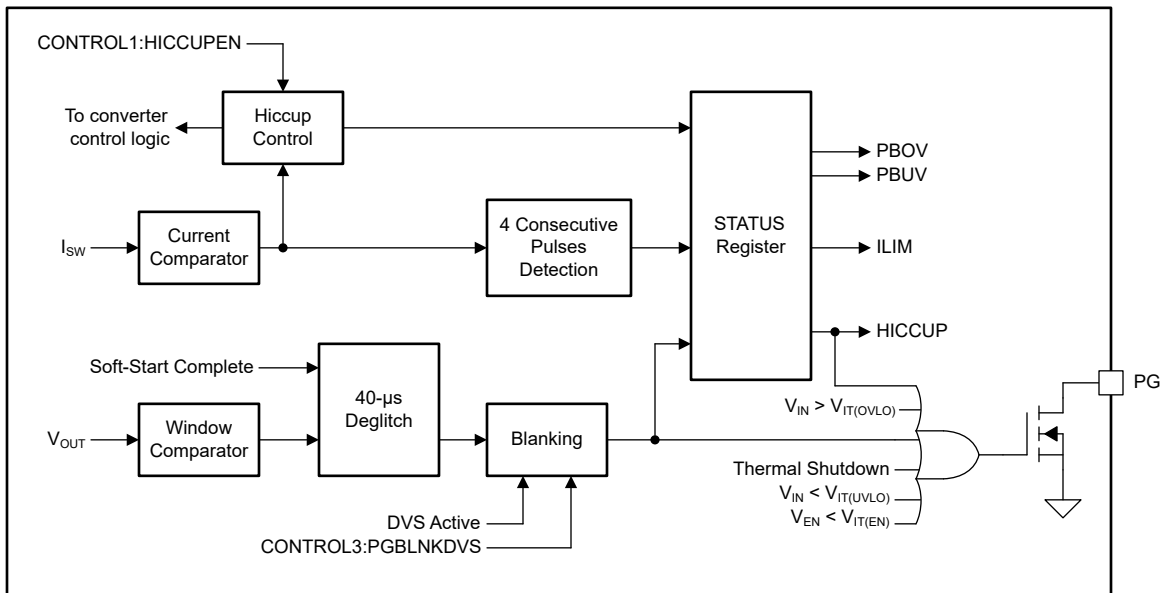 CONTROL1:HICCUPEN
To converter
control logic
Hiccup
Control
PBOV
PBUV
STATUS
Register
4 Consecutive
Pulses
Detection
Current
Comparator
I_SW
ILIM
HICCUP
Soft-Start Complete
40-µs
Deglitch
PG
V_IN > V_IT(OVLO)
V_OUT
Window
Comparator
Blanking
Thermal Shutdown
V_IN < V_IT(UVLO)
V_EN < V_IT(EN)
DVS Active
CONTROL3:PGBLNKDVS